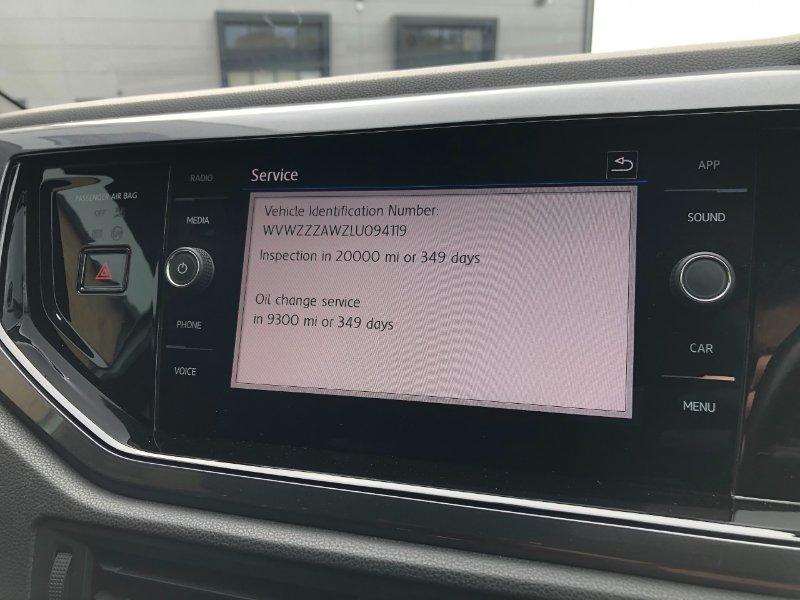 RADIO
Service
APP
PASSENGER AIR BAG
OFF
MEDIA
Vehicle Identification Number:
WVWZZZAWZLU094119
SOUND
Inspection in 20000 mi or 349 days
Oil change service
in 9300 mi or 349 days
PHONE
CAR
VOICE
MENU